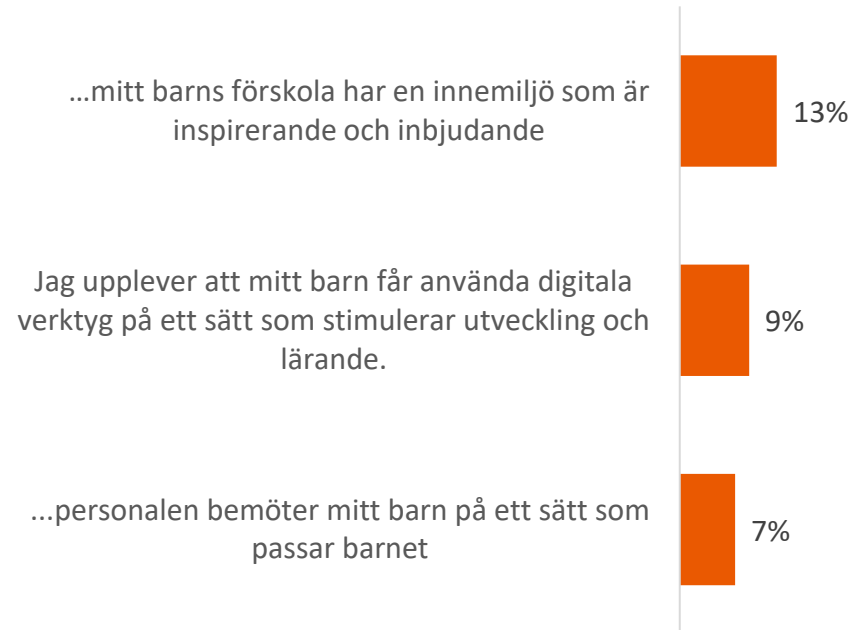 …mitt barns förskola har en innemiljö som är
inspirerande och inbjudande
13%
Jag upplever att mitt barn får använda digitala
verktyg på ett sätt som stimulerar utveckling och
lärande.
9%
...personalen bemöter mitt barn på ett sätt som
passar barnet
7%